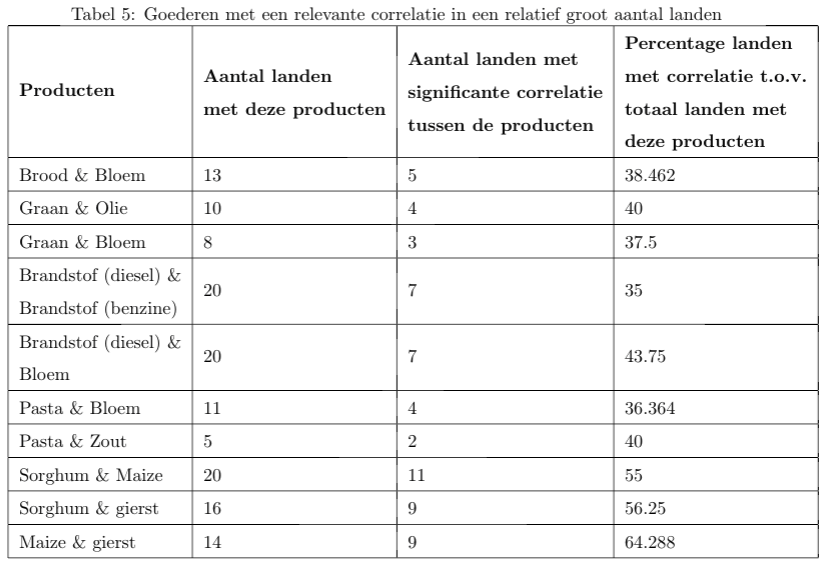 Tabel 5: Goederen met een relevante correlatie in een relatief groot aantal landen
Producten
Aantal landen
met deze producten
Aantal landen met
significante correlatie
tussen de producten
Percentage landen
met correlatie t.o.v.
totaal landen met
deze producten
Brood & Bloem 13 5 38.462
Graan & Olie 10 4 40
Graan & Bloem 8 3 37.5
Brandstof (diesel) &
Brandstof (benzine)
20 7 35
Brandstof (diesel) &
Bloem
20 7 43.75
Pasta & Bloem 11 4 36.364
Pasta & Zout 5 2 40
Sorghum & Maize 20 11 55
Sorghum & gierst 16 9 56.25
Maize & gierst 14 9 64.288